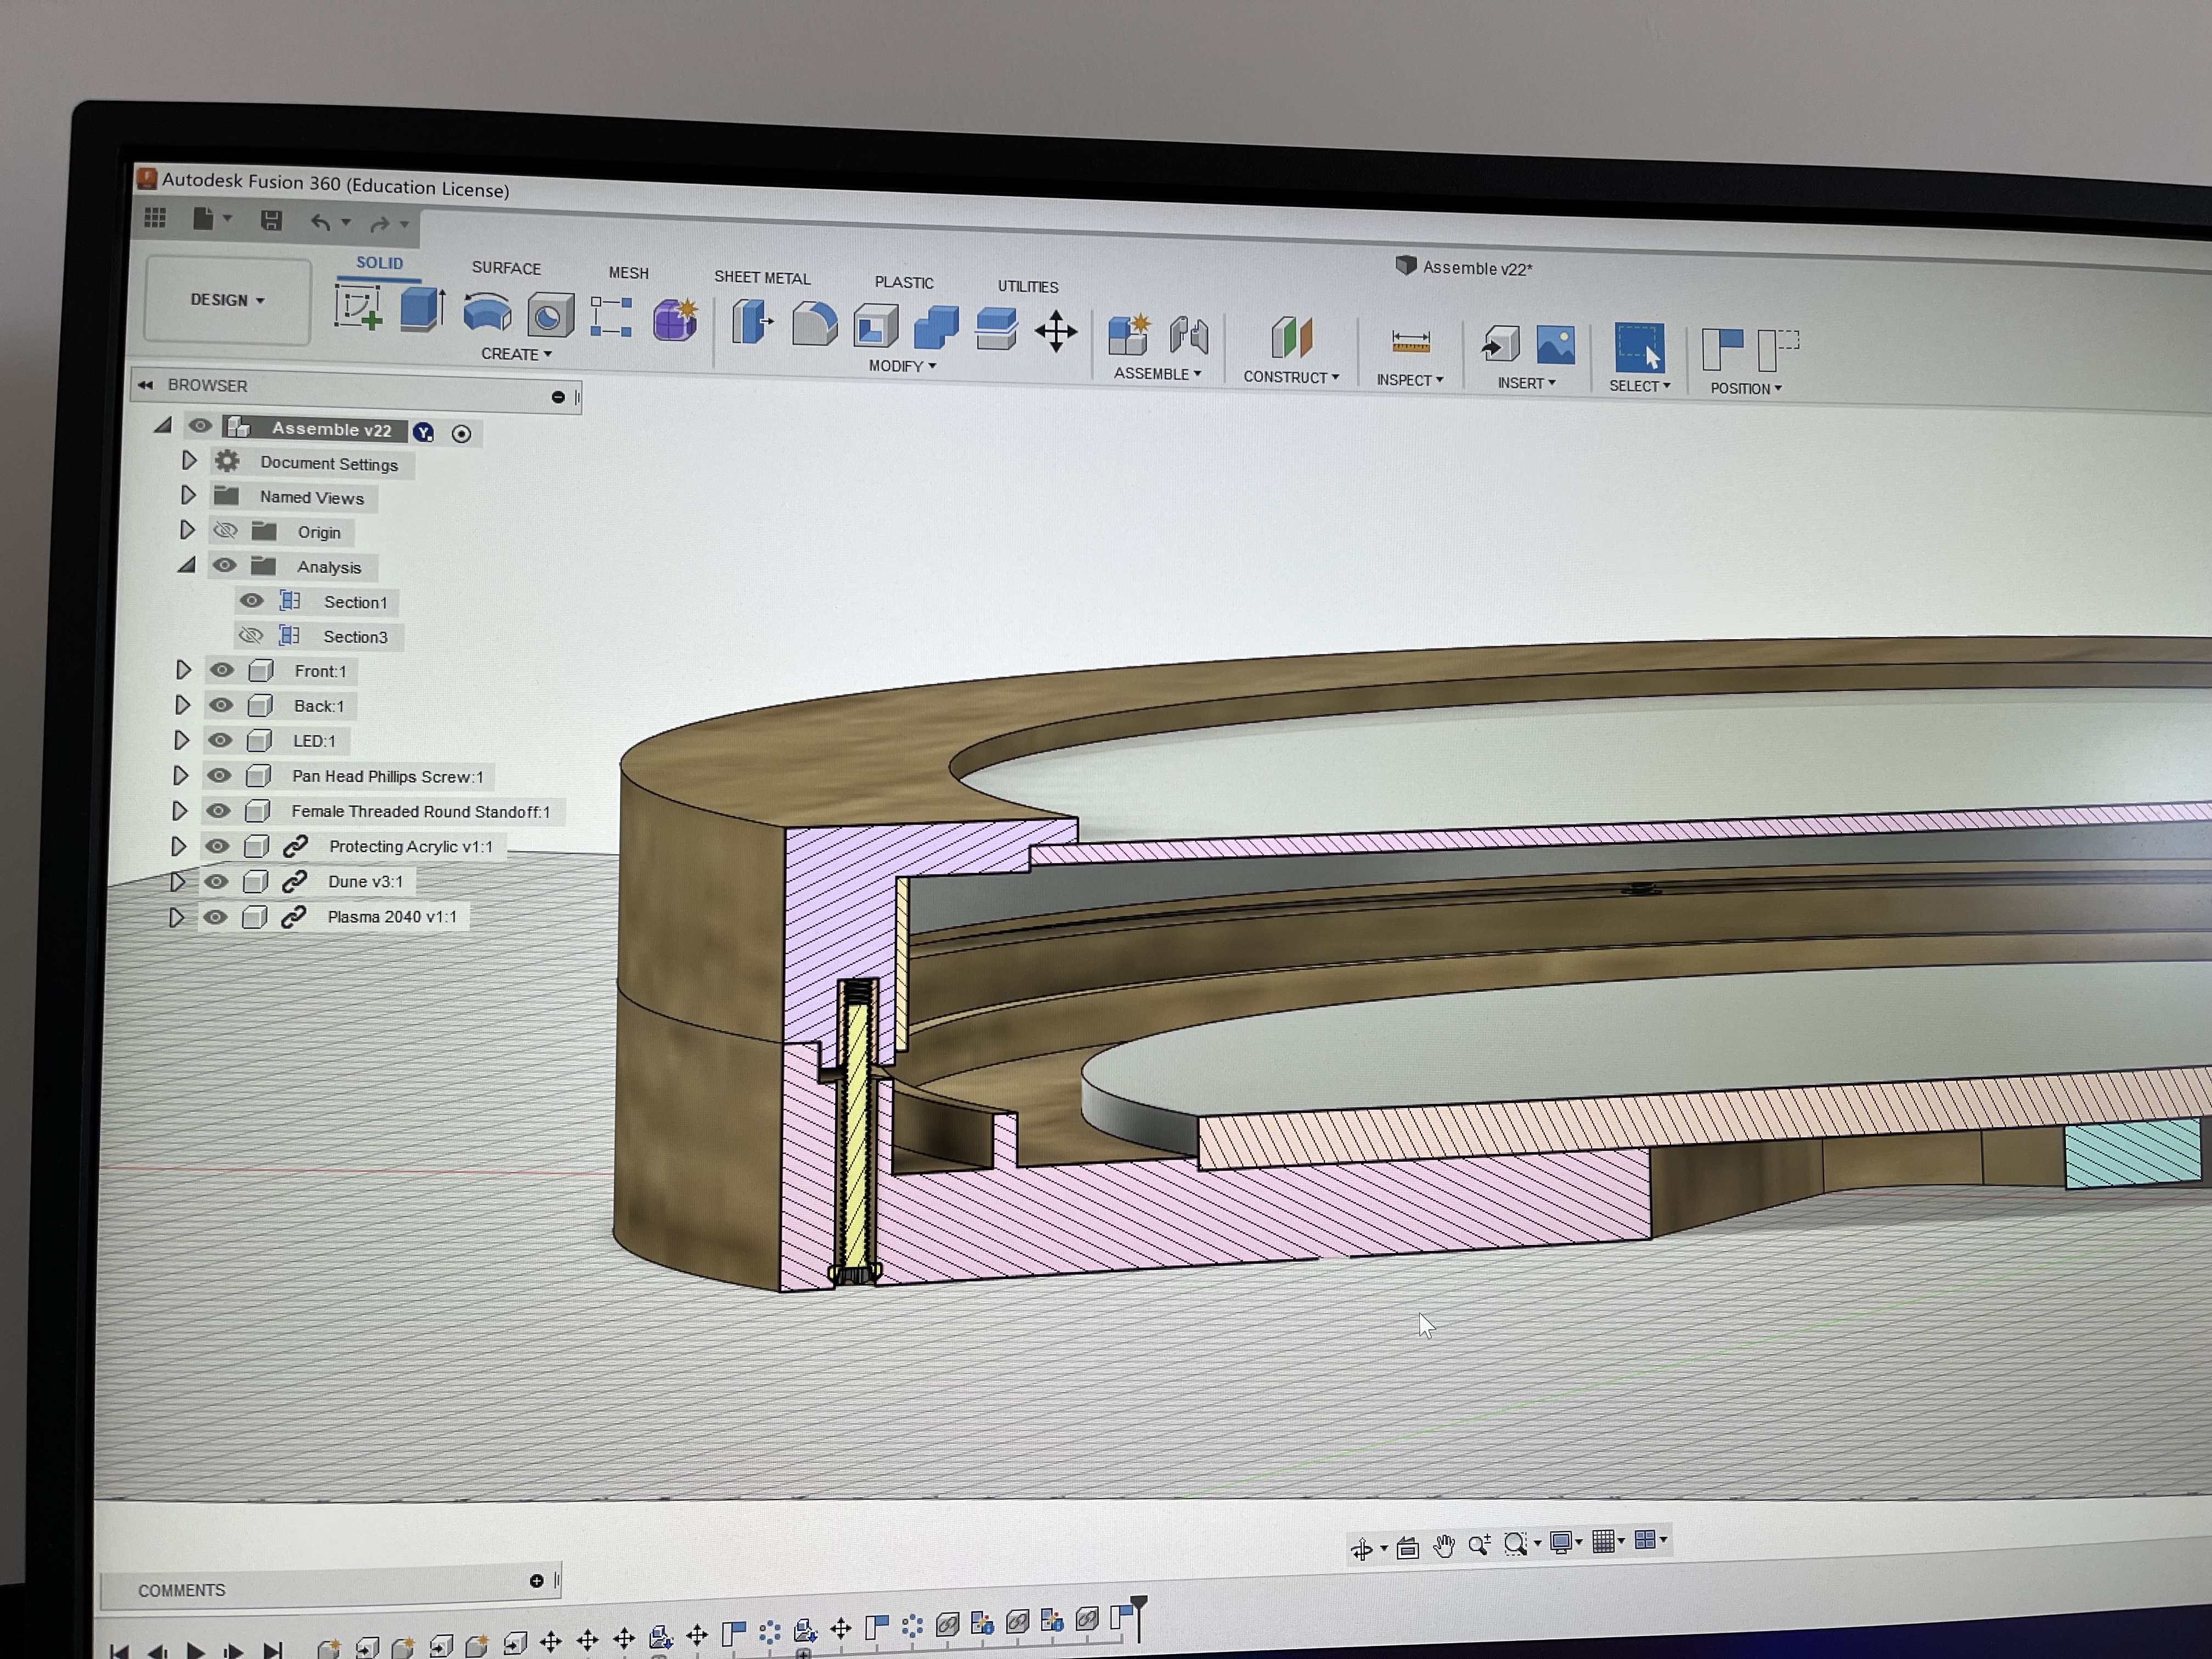 Autodesk Fusion 360 (Education License)
Assemble v22*
DESIGN
SOLID
SURFACE
MESH
SHEET METAL
PLASTIC
UTILITIES
CREATE
MODIFY
ASSEMBLE
CONSTRUCT
INSPECT
INSERT
SELECT
POSITION
BROWSER
Assemble v22
Y
Document Settings
Named Views
Origin
Analysis
Section1
Section3
Front:1
Back:1
LED:1
Pan Head Phillips Screw:1
Female Threaded Round Standoff:1
Protecting Acrylic v1:1
Dune v3:1
Plasma 2040 v1:1
COMMENTS